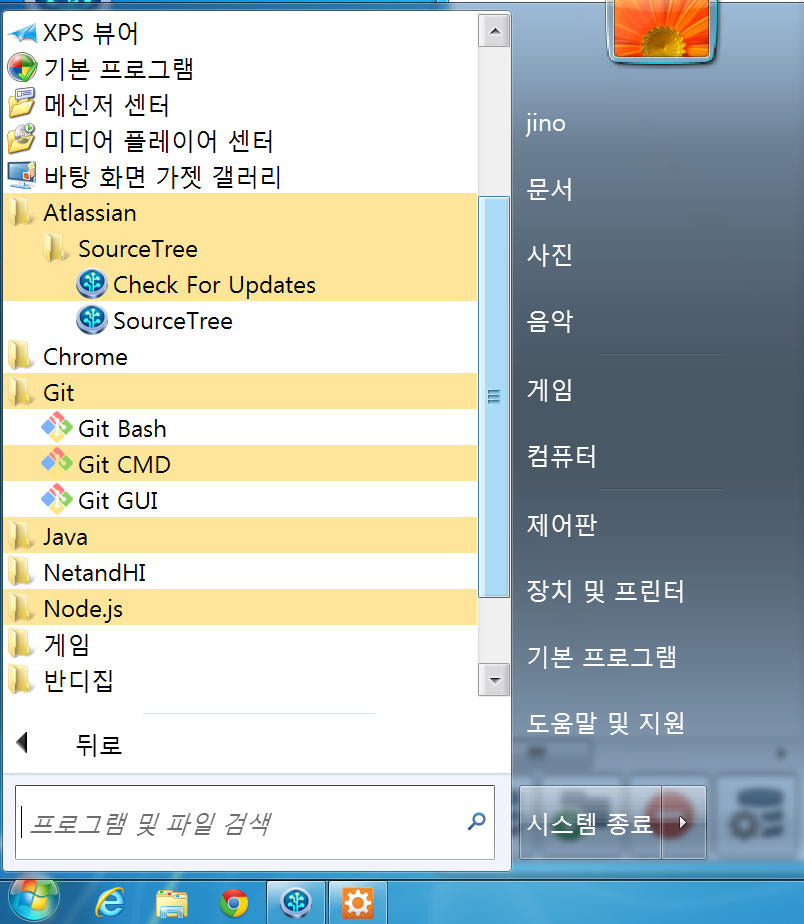 XPS 뷰어
기본 프로그램
메신저 센터
미디어 플레이어 센터
바탕 화면 가젯 갤러리
Atlassian
SourceTree
Check For Updates
SourceTree
Chrome
Git
Git Bash
Git CMD
Git GUI
Java
NetandHI
Node.js
게임
반디집
뒤로
프로그램 및 파일 검색
jino
문서
사진
음악
게임
컴퓨터
제어판
장치 및 프린터
기본 프로그램
도움말 및 지원
시스템 종료